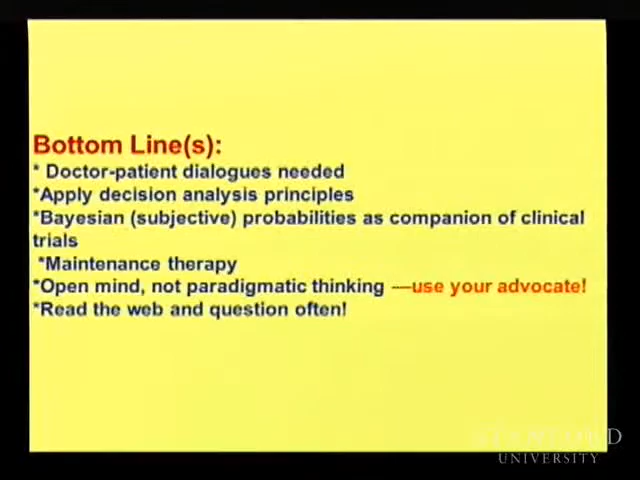 Bottom Line(s):
* Doctor-patient dialogues needed
*Apply decision analysis principles
*Bayesian (subjective) probabilities as companion of clinical
trials
*Maintenance therapy
*Open mind, not paradigmatic thinking —use your advocate!
*Read the web and question often!
STANFORD
UNIVERSITY